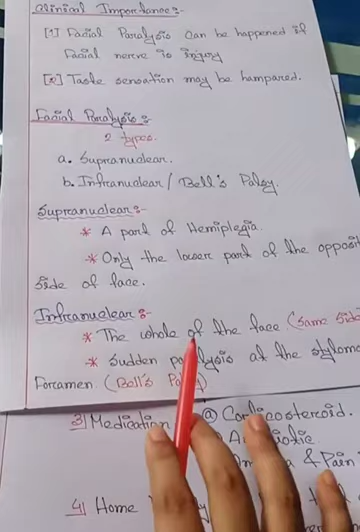 Clinical Importance:-
[1] Facial Paralysis can be happened if
Facial nerve is injury
[2] Taste sensation may be hampared.
Facial Paralysis:-
2 types.
a. Supranuclear.
b. Infranuclear / Bell's Palsy.
Supranuclear:-
* A part of Hemiplegia.
* Only the lower part of the opposit
side of face.
Infranuclear:-
* The whole of the face (Same Side
* Sudden paralysis at the styloma
Foramen (Bell's Palsy)
3] Medication @ Corticosteroid.
4] Home